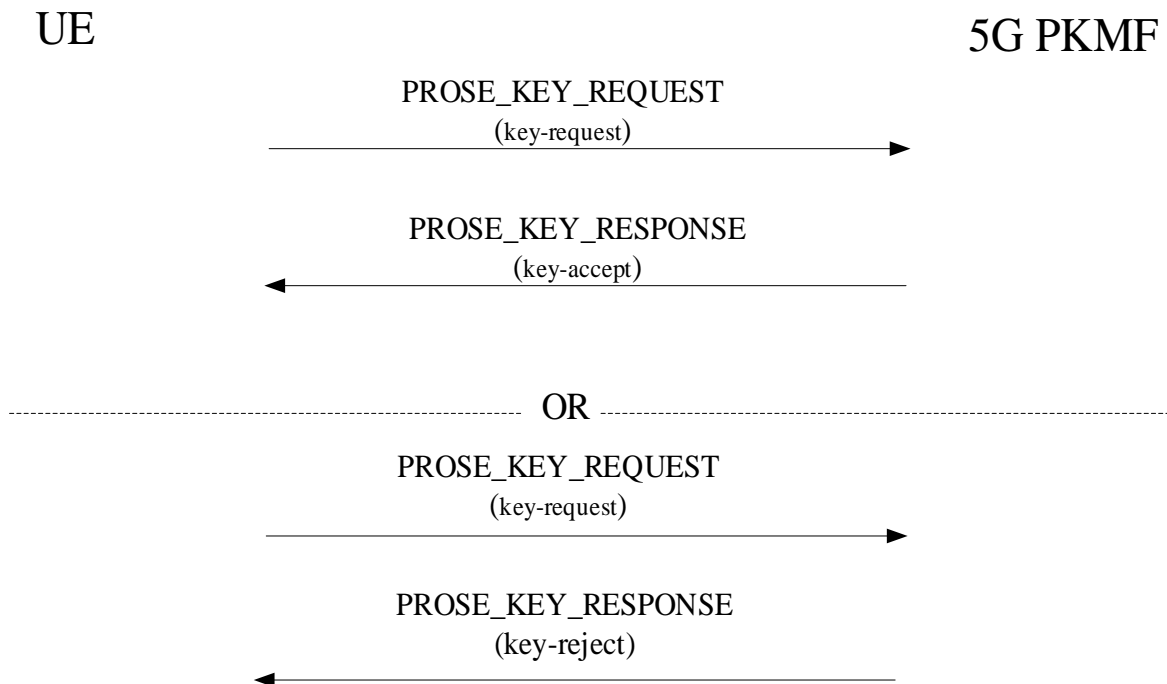 UE
5G PKMF
PROSE_KEY_REQUEST
(key-request)
PROSE_KEY_RESPONSE
(key-accept)
OR
PROSE_KEY_REQUEST
(key-request)
PROSE_KEY_RESPONSE
(key-reject)